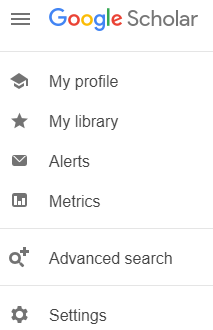 Google Scholar
My profile
My library
Alerts
Metrics
Advanced search
Settings